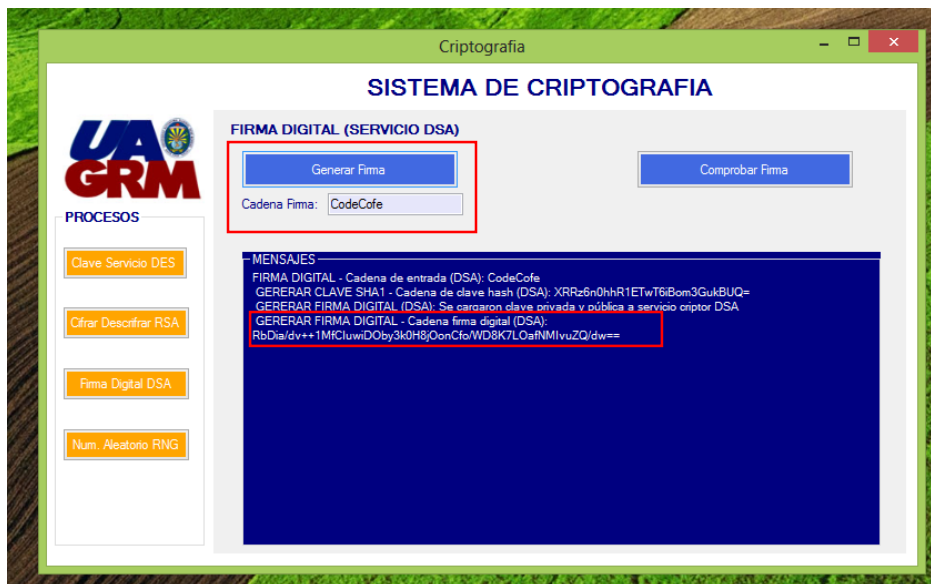 Criptografia
SISTEMA DE CRIPTOGRAFIA
UAGRM
PROCESOS
Clave Servicio DES
Cifrar Descrifrar RSA
Firma Digital DSA
Num. Aleatorio RNG
FIRMA DIGITAL (SERVICIO DSA)
Generar Firma
Comprobar Firma
Cadena Firma: CodeCofe
MENSAJES
FIRMA DIGITAL - Cadena de entrada (DSA): CodeCofe
GERERAR CLAVE SHA1 - Cadena de clave hash (DSA): XRRz6n0hhR1ETwT6iBom3GukBUQ=
GERERAR FIRMA DIGITAL (DSA): Se cargaron clave privada y pública a servicio criptor DSA
GERERAR FIRMA DIGITAL - Cadena firma digital (DSA):
RbDia/dv++1MfCIuwiDOby3k0H8jOonCfo/WD8K7LOafNMIvuZQ/dw==